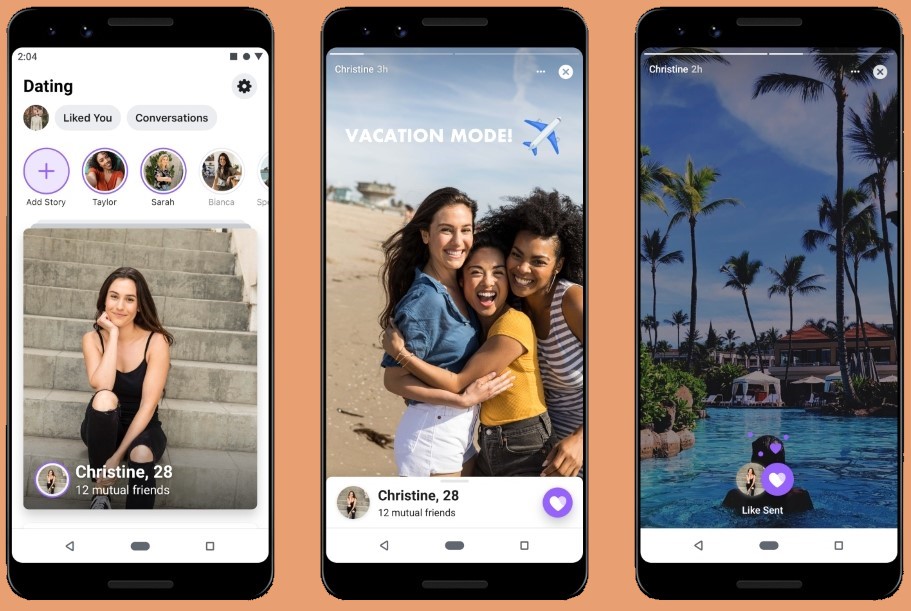 2:04
Dating
Liked You
Conversations
Add Story
Taylor
Sarah
Bianca
Christine, 28
12 mutual friends
Christine 3h
VACATION MODE!
Christine, 28
12 mutual friends
Christine 2h
Like Sent